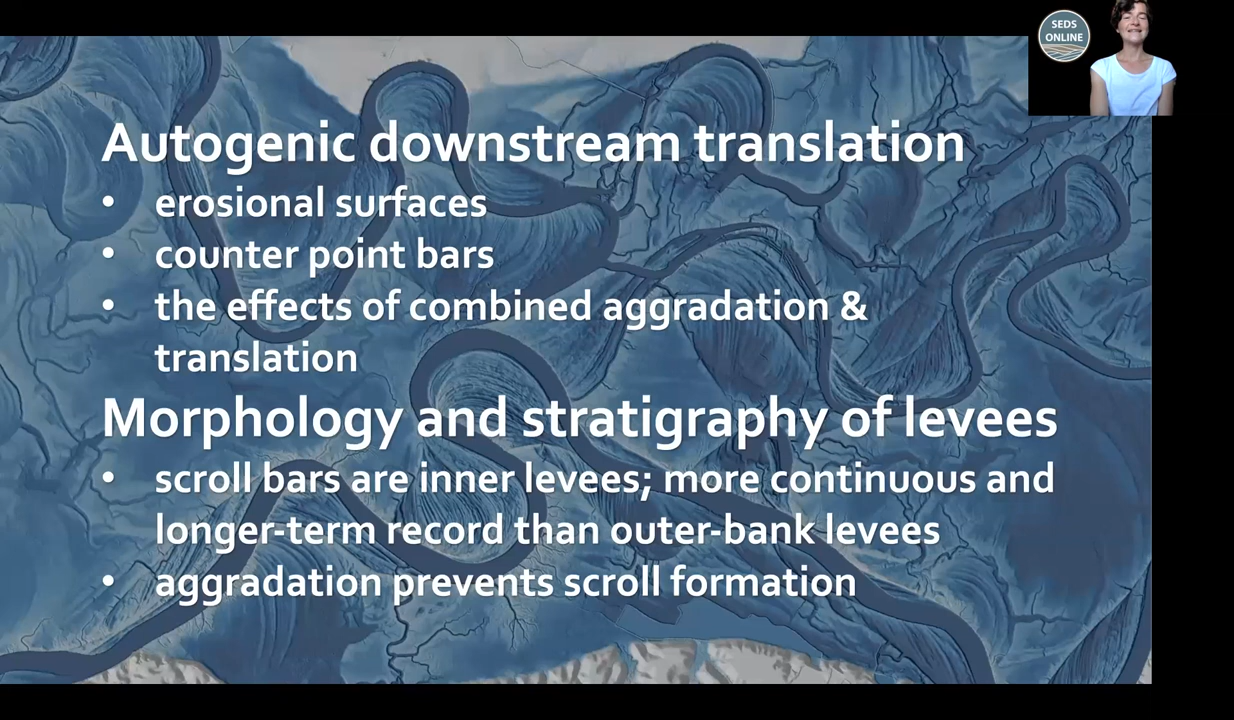 SEDS
ONLINE
Autogenic downstream translation
• erosional surfaces
• counter point bars
• the effects of combined aggradation &
translation
Morphology and stratigraphy of levees
• scroll bars are inner levees; more continuous and
longer-term record than outer-bank levees
• aggradation prevents scroll formation